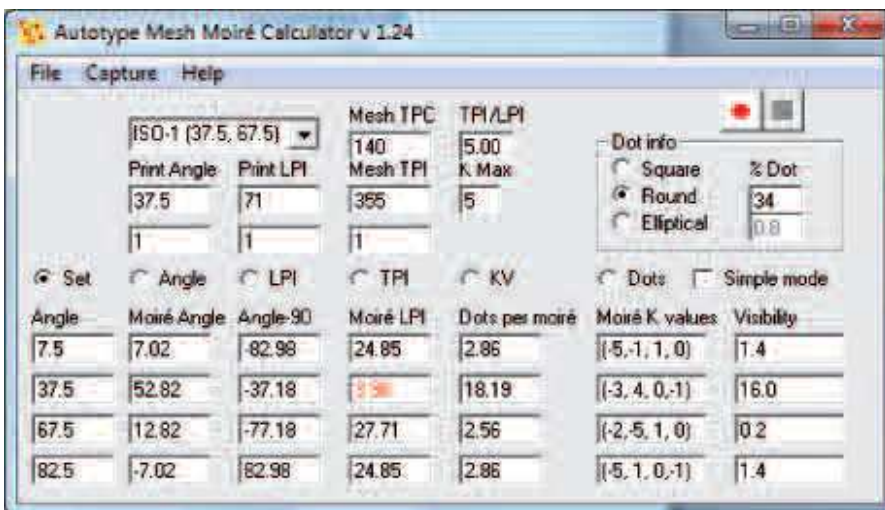 Autotype Mesh Moiré Calculator v 1.24
File Capture Help
Mesh TPC TPI/LPI
ISO-1 (37.5, 67.5) 140 5.00 Dot info
Print Angle Print LPI Mesh TPI K Max Square % Dot
37.5 71 355 5 Round 34
1 1 1 Elliptical 0.8
Set Angle LPI TPI KV Dots Simple mode
Angle Moiré Angle Angle-90 Moiré LPI Dots per moiré Moiré K values Visibility
7.5 7.02 -82.98 24.85 2.86 (-5,-1, 1, 0) 1.4
37.5 52.82 -37.18 18.19 (-3, 4, 0,-1) 16.0
67.5 12.82 -77.18 27.71 2.56 (-2,-5, 1, 0) 0.2
82.5 -7.02 82.98 24.85 2.86 (-5, 1, 0,-1) 1.4